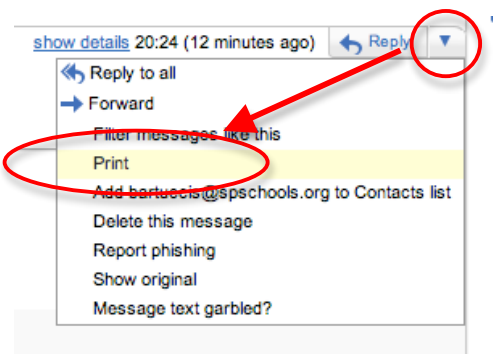 show details 20:24 (12 minutes ago) Reply
Reply to all
Forward
Filter messages like this
Print
Add bartuccis@spschools.org to Contacts list
Delete this message
Report phishing
Show original
Message text garbled?